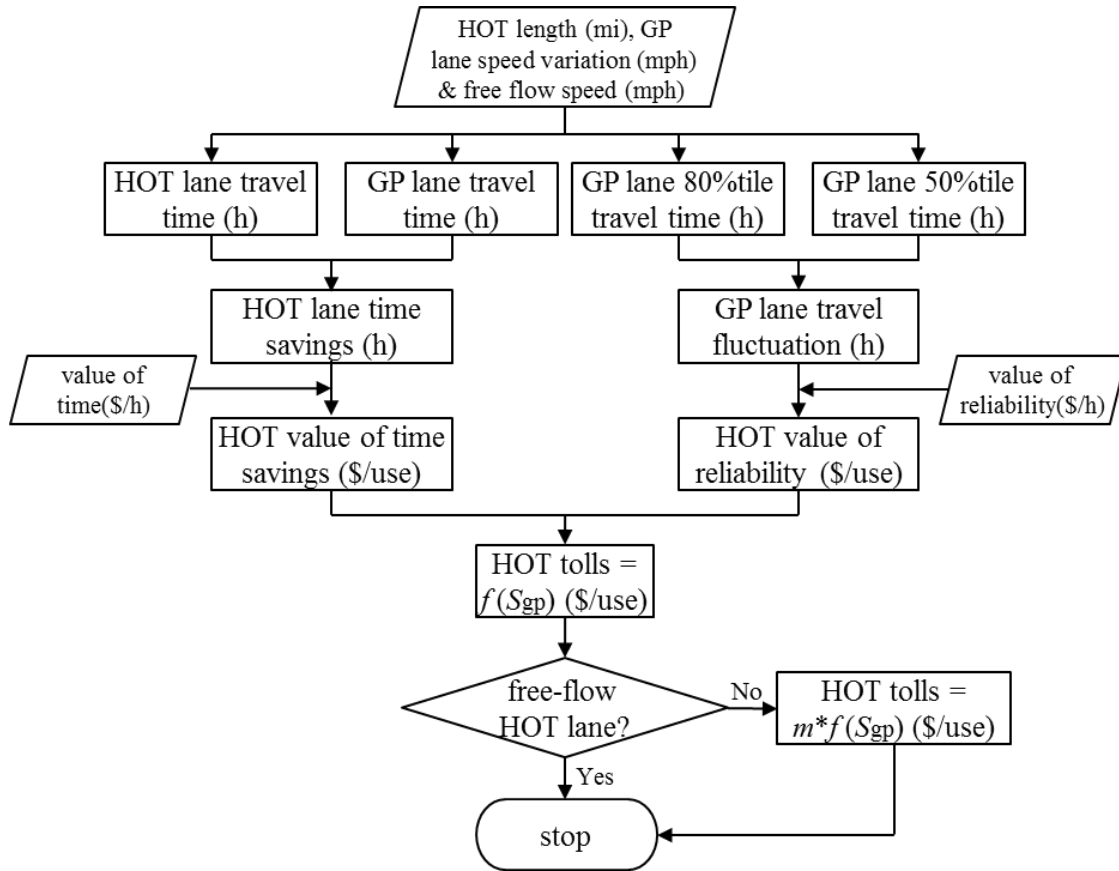 HOT length (mi), GP
lane speed variation (mph)
& free flow speed (mph)
HOT lane travel
time (h)
GP lane travel
time (h)
GP lane 80%tile
travel time (h)
GP lane 50%tile
travel time (h)
HOT lane time
savings (h)
GP lane travel
fluctuation (h)
value of
time($/h)
value of
reliability($/h)
HOT value of time
savings ($/use)
HOT value of
reliability ($/use)
HOT tolls =
f (Sgp) ($/use)
free-flow
HOT lane?
No
HOT tolls =
m*f (Sgp) ($/use)
Yes
stop